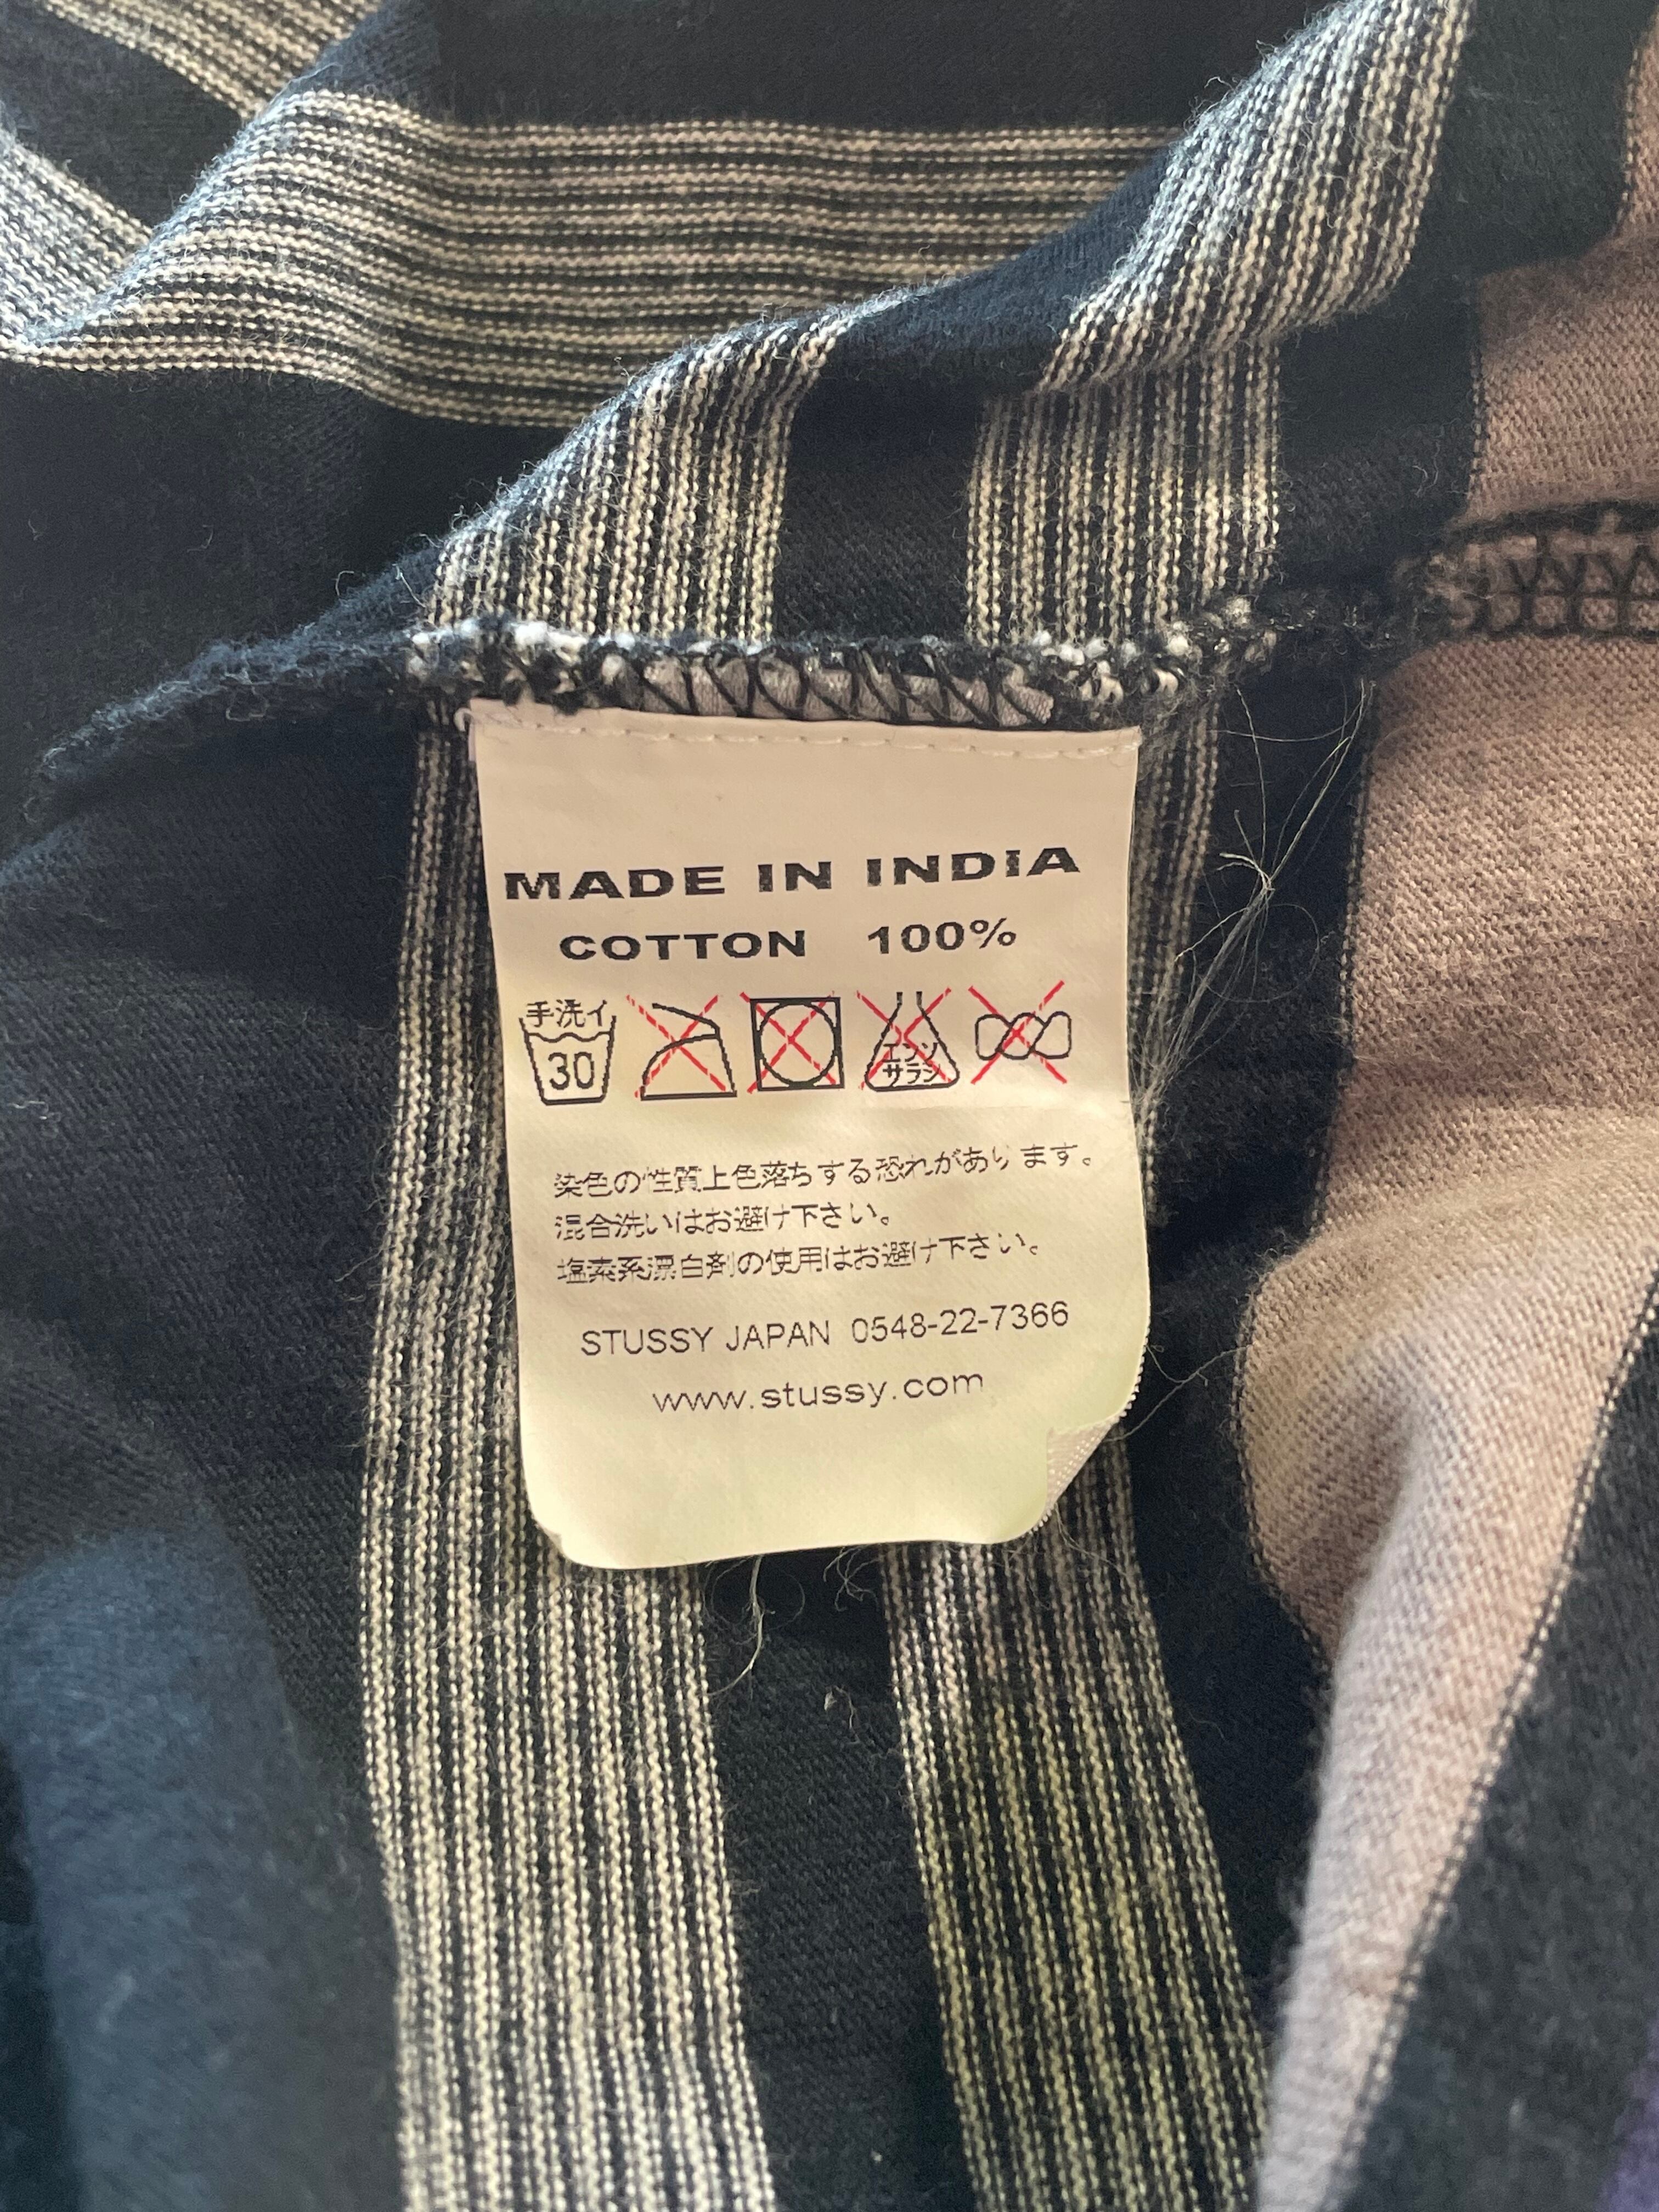 MADE IN INDIA
COTTON 100%
手洗イ
30
エンソ
サラシ
染色の性質上色落ちする恐れがあります。
混合洗いはお避け下さい。
塩素系漂白剤の使用はお避け下さい。
STUSSY JAPAN 0548-22-7366
www.stussy.com